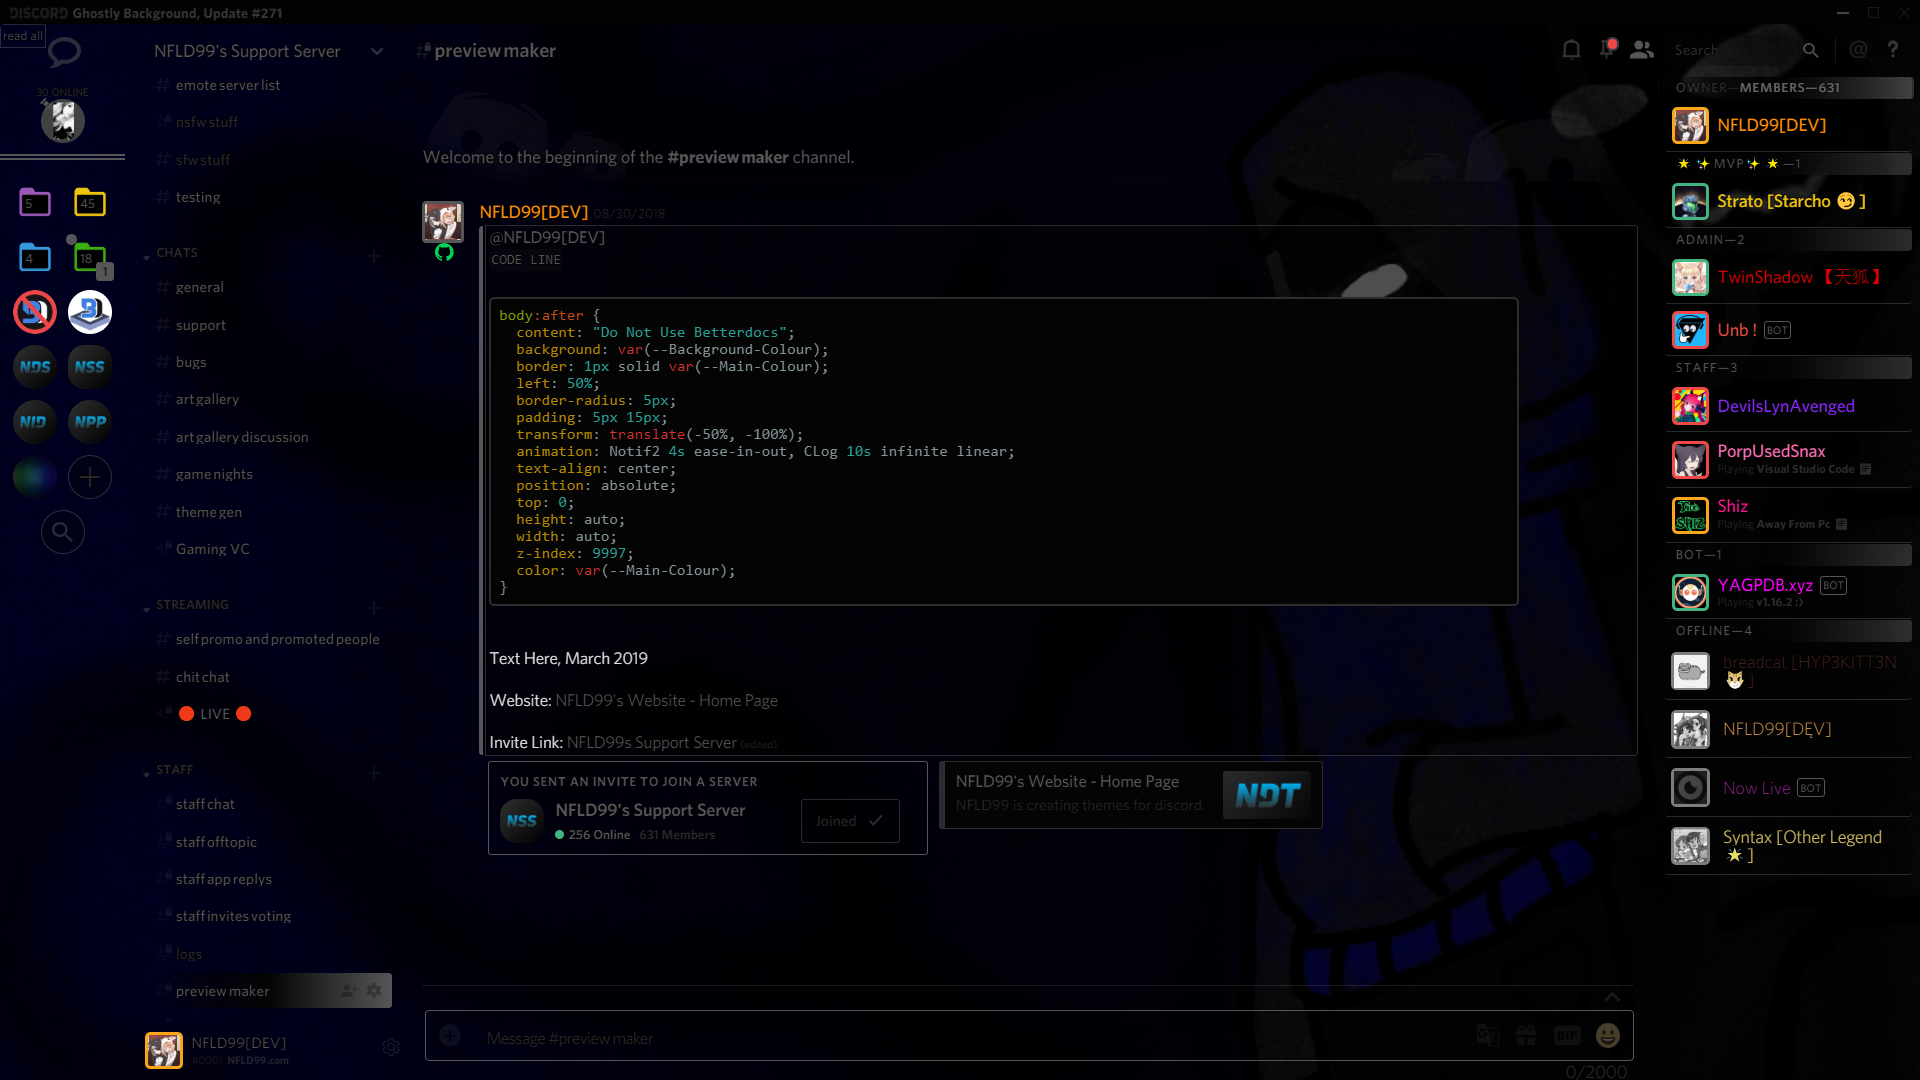 DISCORD Ghostly Background, Update #271
read all
30 ONLINE
5
45
4
18
1
NDS
NSS
NID
NPP
NFLD99's Support Server
emote server list
nsfw stuff
sfw stuff
testing
CHATS
general
support
bugs
art gallery
art gallery discussion
game nights
theme gen
Gaming VC
STREAMING
self promo and promoted people
chit chat
🔴 LIVE 🔴
STAFF
staff chat
staff offtopic
staff app replys
staff invites voting
logs
preview maker
NFLD99[DEV]
#0001 NFLD99.com
# preview maker
Search
@ ?
Welcome to the beginning of the #preview maker channel.
NFLD99[DEV] 08/30/2018
@NFLD99[DEV]
CODE LINE
body:after {
content: "Do Not Use Betterdocs";
background: var(--Background-Colour);
border: 1px solid var(--Main-Colour);
left: 50%;
border-radius: 5px;
padding: 5px 15px;
transform: translate(-50%, -100%);
animation: Notif2 4s ease-in-out, CLog 10s infinite linear;
text-align: center;
position: absolute;
top: 0;
height: auto;
width: auto;
z-index: 9997;
color: var(--Main-Colour);
}
Text Here, March 2019
Website: NFLD99's Website - Home Page
Invite Link: NFLD99s Support Server (edited)
YOU SENT AN INVITE TO JOIN A SERVER
NSS
NFLD99's Support Server
256 Online 631 Members
Joined
NFLD99's Website - Home Page
NFLD99 is creating themes for discord.
NDT
Message #preview maker
GIF
0/2000
OWNER—MEMBERS—631
NFLD99[DEV]
🌟 ✨MVP✨ 🌟 —1
Strato [Starcho 😏 ]
ADMIN—2
TwinShadow 【天狐】
Unb ! BOT
STAFF—3
DevilsLynAvenged
PorpUsedSnax
Playing Visual Studio Code
The SHIZ
Shiz
Playing Away From Pc
BOT—1
YAGPDB.xyz BOT
Playing v1.16.2 :)
OFFLINE—4
breadcat [HYP3KITT3N
🐱 ]
NFLD99[DẸV]
Now Live BOT
Syntax [Other Legend
🌟 ]